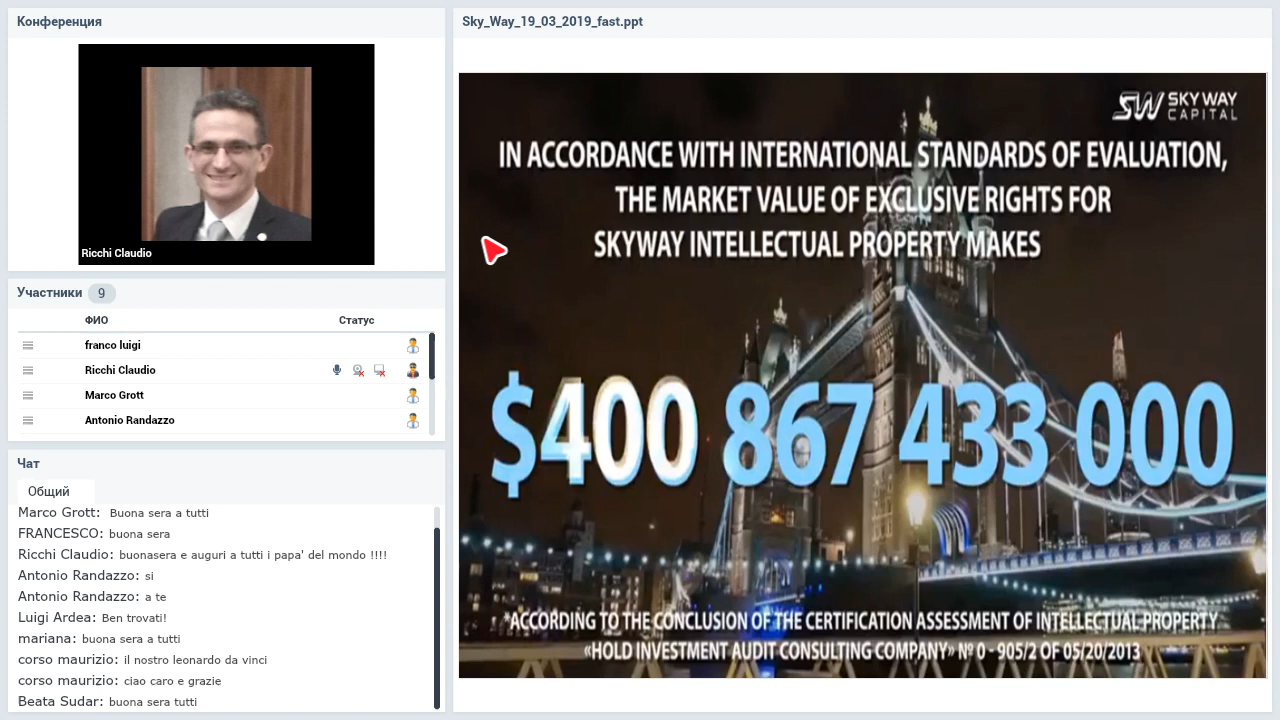 Конференция
Ricchi Claudio
Участники 9
ФИО Статус
franco luigi
Ricchi Claudio
Marco Grott
Antonio Randazzo
Чат
Общий
Marco Grott: Buona sera a tutti
FRANCESCO: buona sera
Ricchi Claudio: buonasera e auguri a tutti i papa' del mondo !!!!
Antonio Randazzo: si
Antonio Randazzo: a te
Luigi Ardea: Ben trovati!
mariana: buona sera a tutti
corso maurizio: il nostro leonardo da vinci
corso maurizio: ciao caro e grazie
Beata Sudar: buona sera tutti
Sky_Way_19_03_2019_fast.ppt
SW SKY WAY
CAPITAL
IN ACCORDANCE WITH INTERNATIONAL STANDARDS OF EVALUATION,
THE MARKET VALUE OF EXCLUSIVE RIGHTS FOR
SKYWAY INTELLECTUAL PROPERTY MAKES
$400 867 433 000
*ACCORDING TO THE CONCLUSION OF THE CERTIFICATION ASSESSMENT OF INTELLECTUAL PROPERTY
«HOLD INVESTMENT AUDIT CONSULTING COMPANY» № 0 - 905/2 OF 05/20/2013